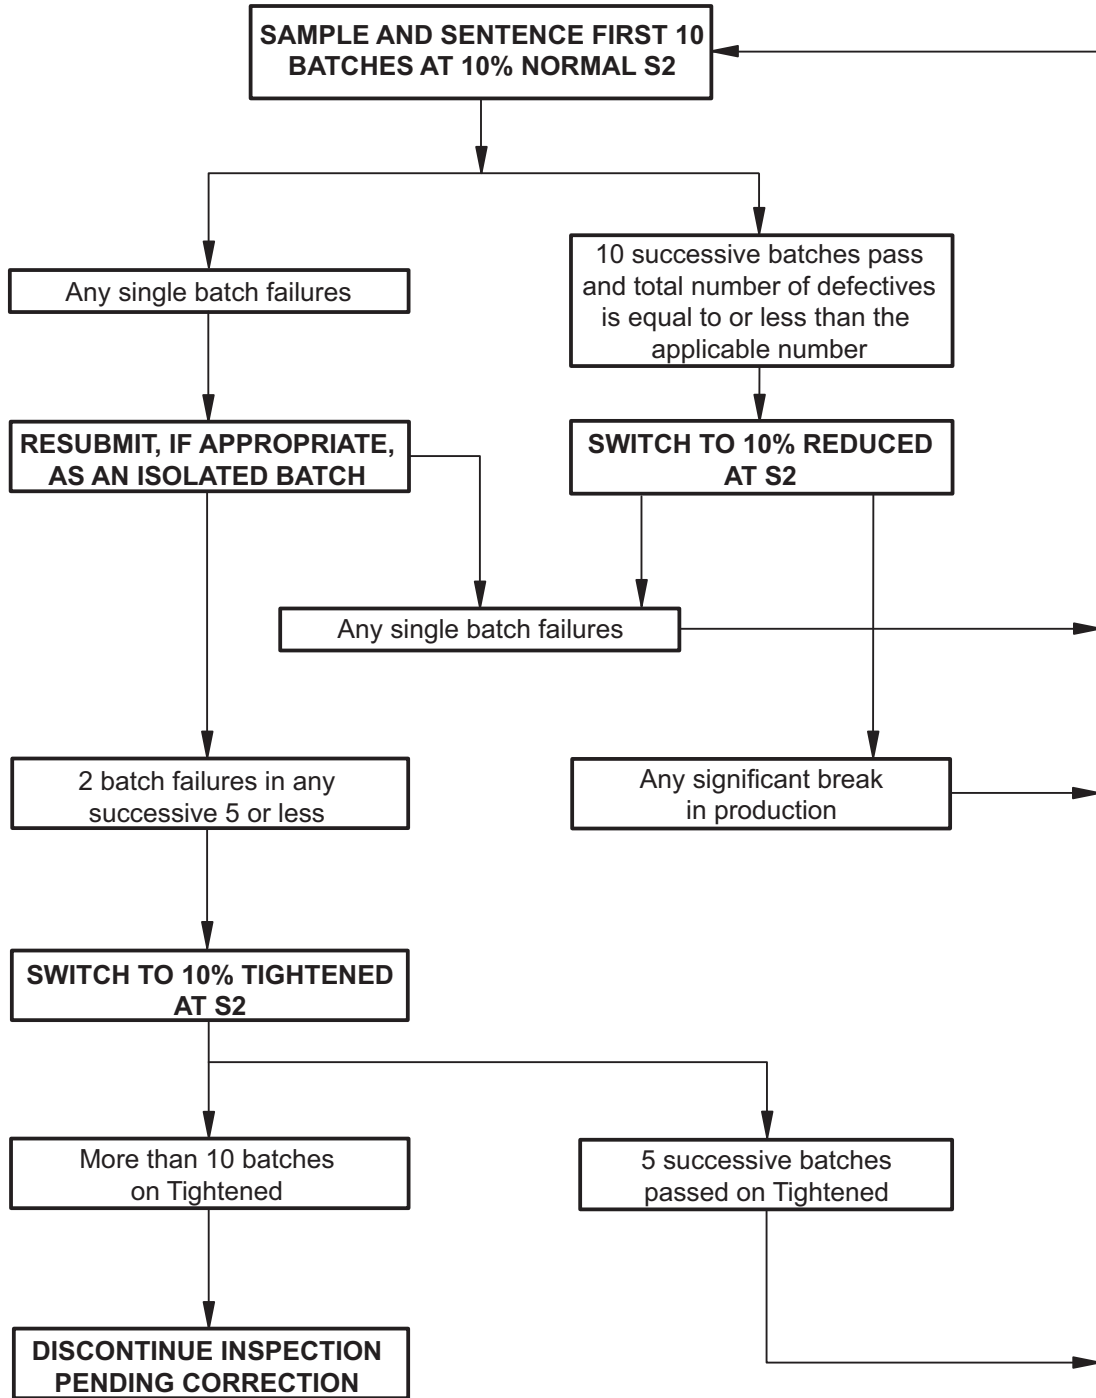 SAMPLE AND SENTENCE FIRST 10
BATCHES AT 10% NORMAL S2
Any single batch failures
10 successive batches pass
and total number of defectives
is equal to or less than the
applicable number
RESUBMIT, IF APPROPRIATE,
AS AN ISOLATED BATCH
SWITCH TO 10% REDUCED
AT S2
Any single batch failures
2 batch failures in any
successive 5 or less
Any significant break
in production
SWITCH TO 10% TIGHTENED
AT S2
More than 10 batches
on Tightened
5 successive batches
passed on Tightened
DISCONTINUE INSPECTION
PENDING CORRECTION